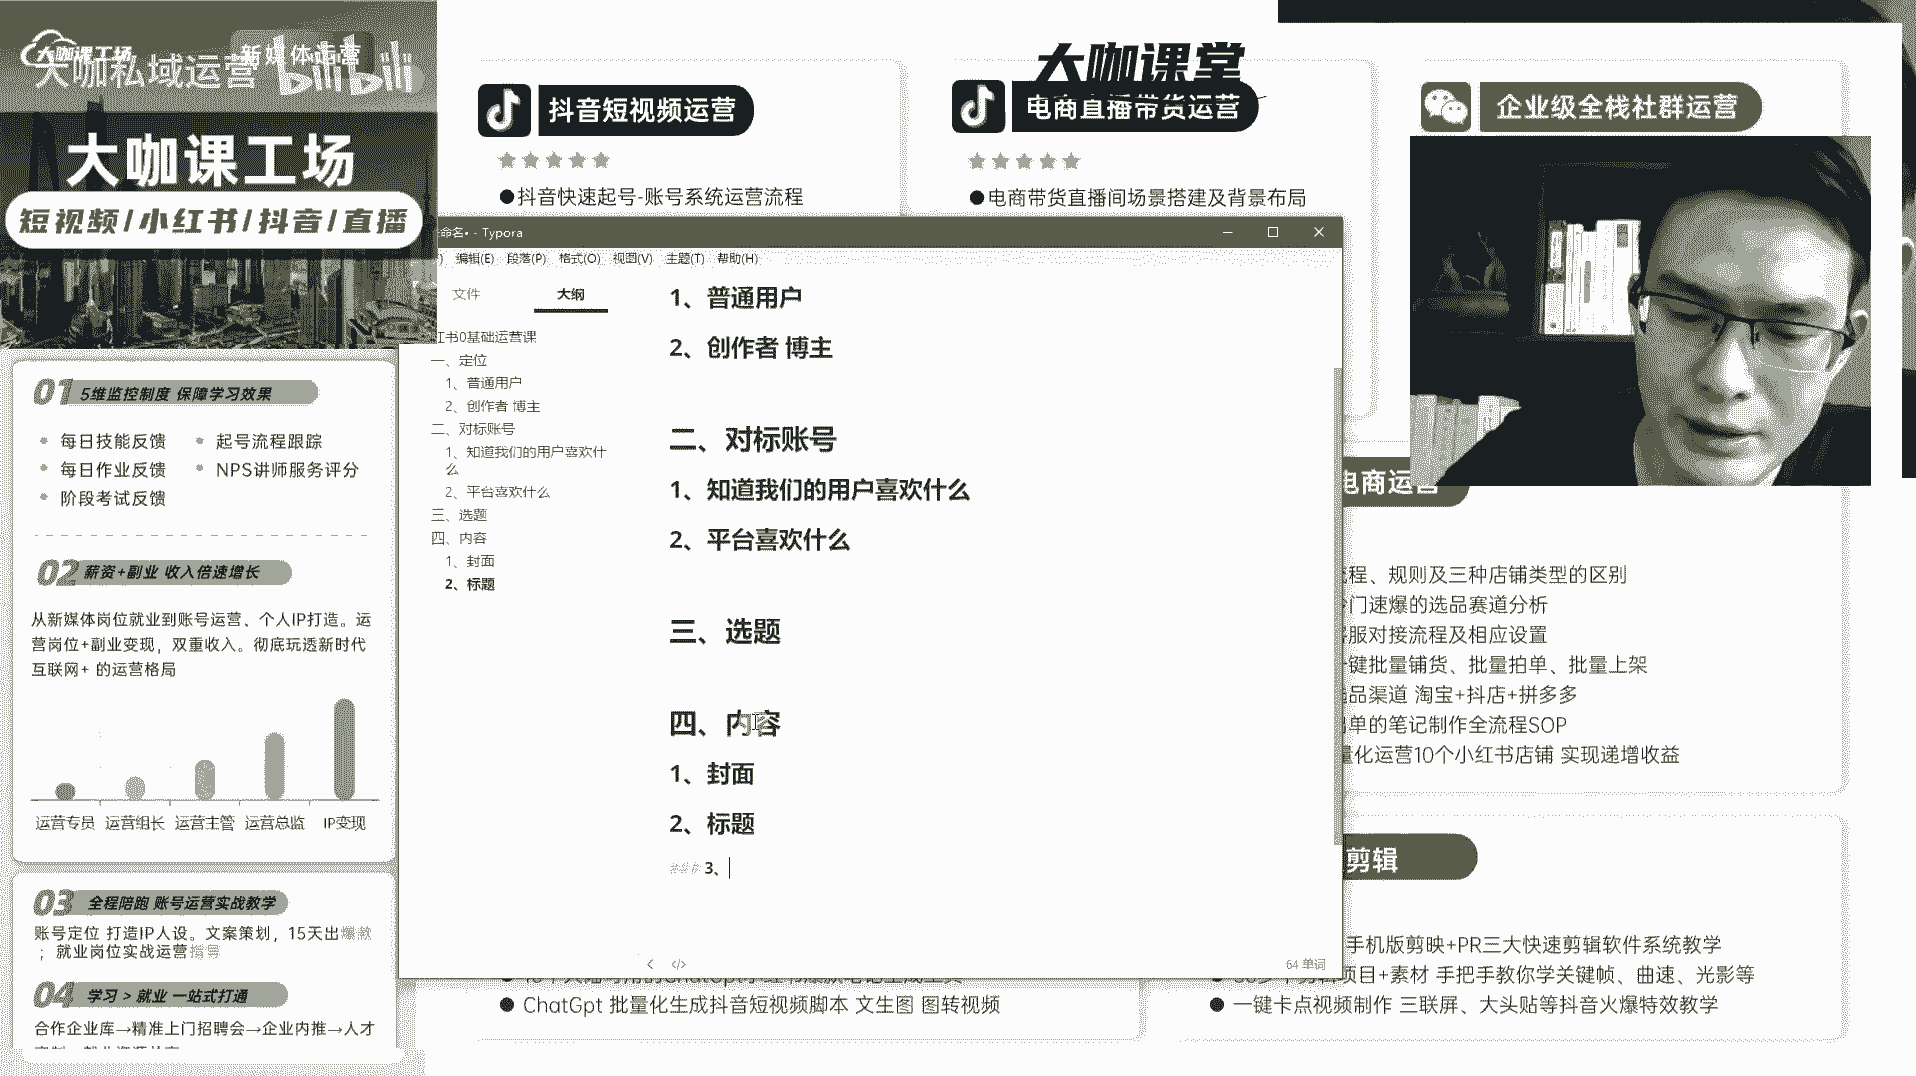 大咖课工场
大咖私域运营
新媒体运营
bilibili
大咖课工场
短视频/小红书/抖音/直播
01 5维监控制度 保障学习效果
每日技能反馈
起号流程跟踪
每日作业反馈
NPS讲师服务评分
阶段考试反馈
02 薪资+副业 收入倍速增长
从新媒体岗位就业到账号运营、个人IP打造。运
营岗位+副业变现，双重收入。彻底玩透新时代
互联网+ 的运营格局
运营专员 运营组长 运营主管 运营总监 IP变现
03 全程陪跑 账号运营实战教学
账号定位 打造IP人设。文案策划，15天出爆款
；就业岗位实战运营指导
04 学习 > 就业 一站式打通
合作企业库→精准上门招聘会→企业内推→人才
抖音短视频运营
●抖音快速起号-账号系统运营流程
大咖课堂
电商直播带货运营
●电商带货直播间场景搭建及背景布局
企业级全栈社群运营
命名• - Typora
编辑(E) 段落(P) 格式(O) 视图(V) 主题(T) 帮助(H)
文件
大纲
红书0基础运营课
一、定位
1、普通用户
2、创作者 博主
二、对标账号
1、知道我们的用户喜欢什
么
2、平台喜欢什么
三、选题
四、内容
1、封面
2、标题
1、普通用户
2、创作者 博主
二、对标账号
1、知道我们的用户喜欢什么
2、平台喜欢什么
三、选题
四、内容
1、封面
2、标题
### 3、
64 单词
电商运营
流程、规则及三种店铺类型的区别
冷门速爆的选品赛道分析
客服对接流程及相应设置
一键批量铺货、批量拍单、批量上架
选品渠道 淘宝+抖店+拼多多
出单的笔记制作全流程SOP
量化运营10个小红书店铺 实现递增收益
剪辑
手机版剪映+PR三大快速剪辑软件系统教学
项目+素材 手把手教你学关键帧、曲速、光影等
● 一键卡点视频制作 三联屏、大头贴等抖音火爆特效教学
● ChatGpt 批量化生成抖音短视频脚本 文生图 图转视频